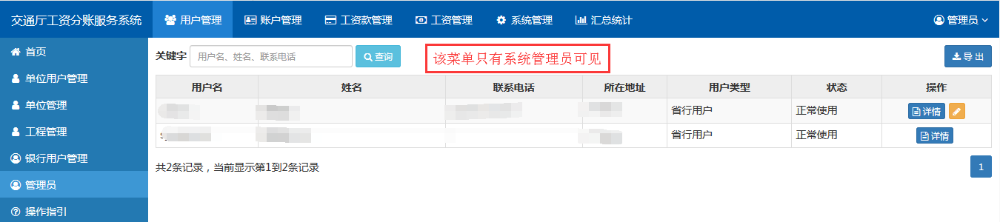 交通厅工资分账服务系统 用户管理 账户管理 工资款管理 工资管理 系统管理 汇总统计 管理员
首页
单位用户管理
单位管理
工程管理
银行用户管理
管理员
操作指引
关键字 用户名、姓名、联系电话 查询 该菜单只有系统管理员可见 导出
用户名 姓名 联系电话 所在地址 用户类型 状态 操作
省行用户 正常使用 详情
省行用户 正常使用 详情
共2条记录，当前显示第1到2条记录 1